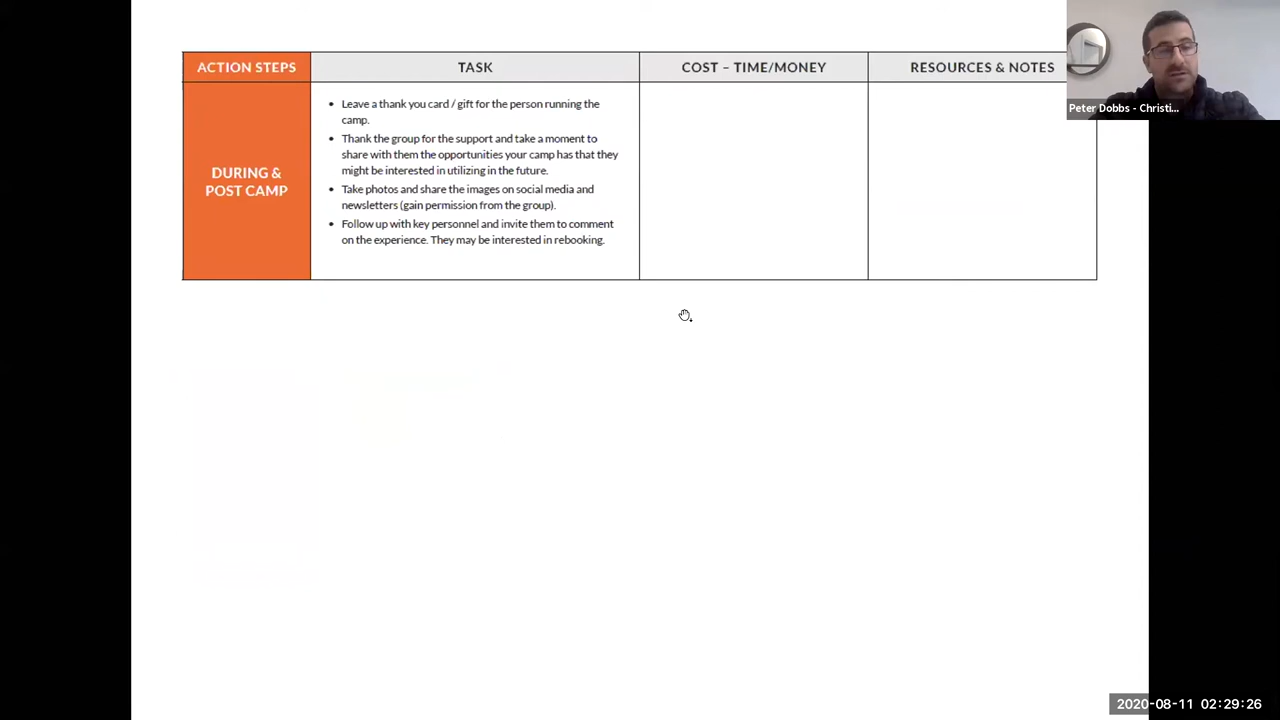 ACTION STEPS
TASK
COST – TIME/MONEY
RESOURCES & NOTES
DURING &
POST CAMP
• Leave a thank you card / gift for the person running the
camp.
• Thank the group for the support and take a moment to
share with them the opportunities your camp has that they
might be interested in utilizing in the future.
• Take photos and share the images on social media and
newsletters (gain permission from the group).
• Follow up with key personnel and invite them to comment
on the experience. They may be interested in rebooking.
Peter Dobbs - Christi...
2020-08-11 02:29:26